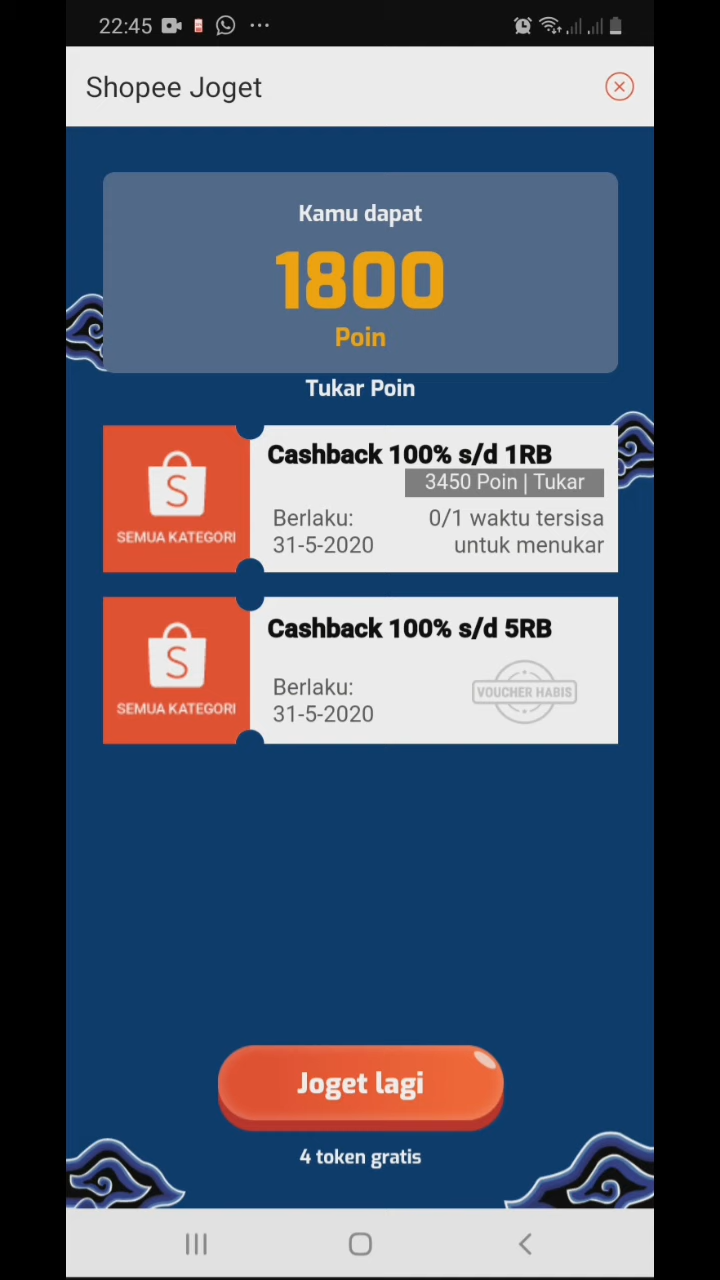 22:45
Shopee Joget
Kamu dapat
1800
Poin
Tukar Poin
Cashback 100% s/d 1RB
3450 Poin | Tukar
SEMUA KATEGORI
Berlaku:
31-5-2020
0/1 waktu tersisa
untuk menukar
Cashback 100% s/d 5RB
SEMUA KATEGORI
Berlaku:
31-5-2020
VOUCHER HABIS
Joget lagi
4 token gratis